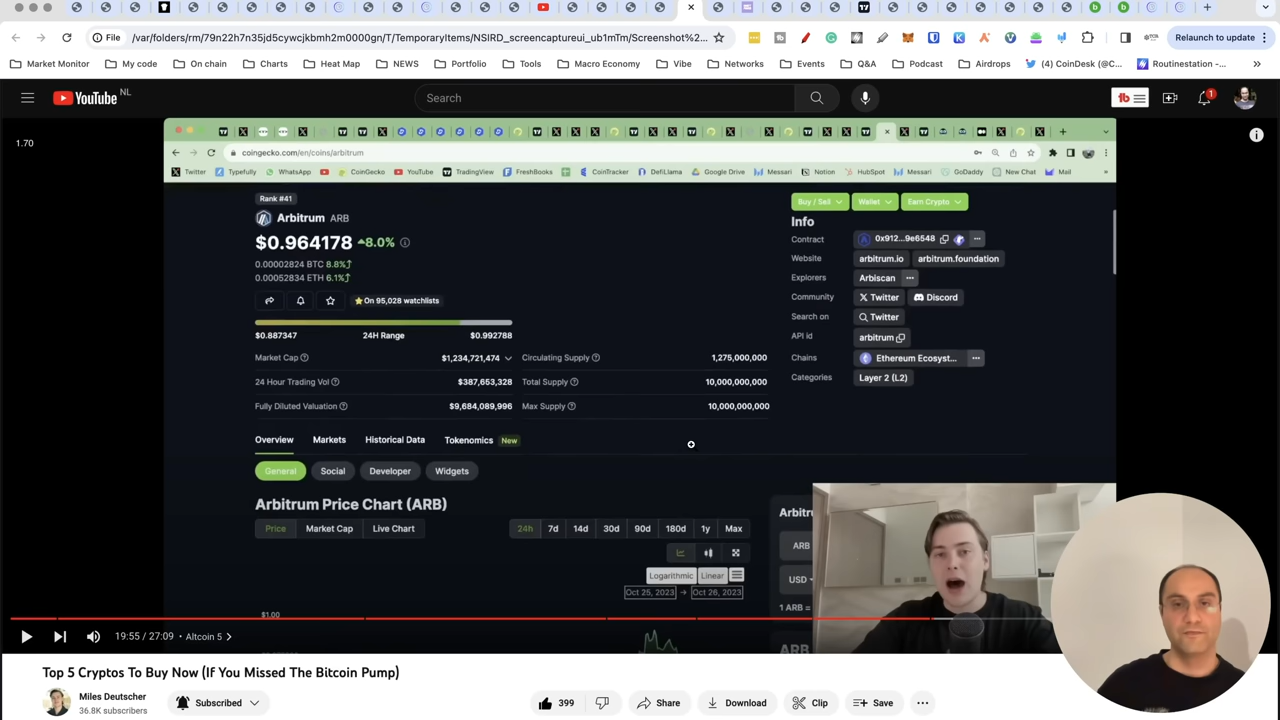 File
/var/folders/rm/79n22h7n35jd5cywcjkbmh2m0000gn/T/TemporaryItems/NSIRD_screencaptureui_ub1mTm/Screenshot%2...
Relaunch to update
Market Monitor My code On chain Charts Heat Map NEWS Portfolio Tools Macro Economy Vibe Networks Events Q&A Podcast Airdrops (4) CoinDesk (@C... Routinestation -...
YouTube NL
Search
1
1.70
coingecko.com/en/coins/arbitrum
Twitter Typefully WhatsApp CoinGecko YouTube TradingView FreshBooks CoinTracker DefiLlama Google Drive Messari Notion HubSpot Messari GoDaddy New Chat Mail
Rank #41
Arbitrum ARB
$0.964178 8.0%
0.00002824 BTC 8.8%
0.00052834 ETH 6.1%
On 95,028 watchlists
$0.887347 24H Range $0.992788
Market Cap $1,234,721,474 Circulating Supply 1,275,000,000
24 Hour Trading Vol $387,653,328 Total Supply 10,000,000,000
Fully Diluted Valuation $9,684,089,996 Max Supply 10,000,000,000
Buy / Sell Wallet Earn Crypto
Info
Contract 0x912...9e6548
Website arbitrum.io arbitrum.foundation
Explorers Arbiscan
Community Twitter Discord
Search on Twitter
API id arbitrum
Chains Ethereum Ecosyst...
Categories Layer 2 (L2)
Overview Markets Historical Data Tokenomics New
General Social Developer Widgets
Arbitrum Price Chart (ARB)
Price Market Cap Live Chart 24h 7d 14d 30d 90d 180d 1y Max
Logarithmic Linear
Oct 25, 2023 → Oct 26, 2023
$1.00
ARB
USD
1 ARB =
19:55 / 27:09 • Altcoin 5
Top 5 Cryptos To Buy Now (If You Missed The Bitcoin Pump)
Miles Deutscher
36.8K subscribers
Subscribed
399 Share Download Clip Save